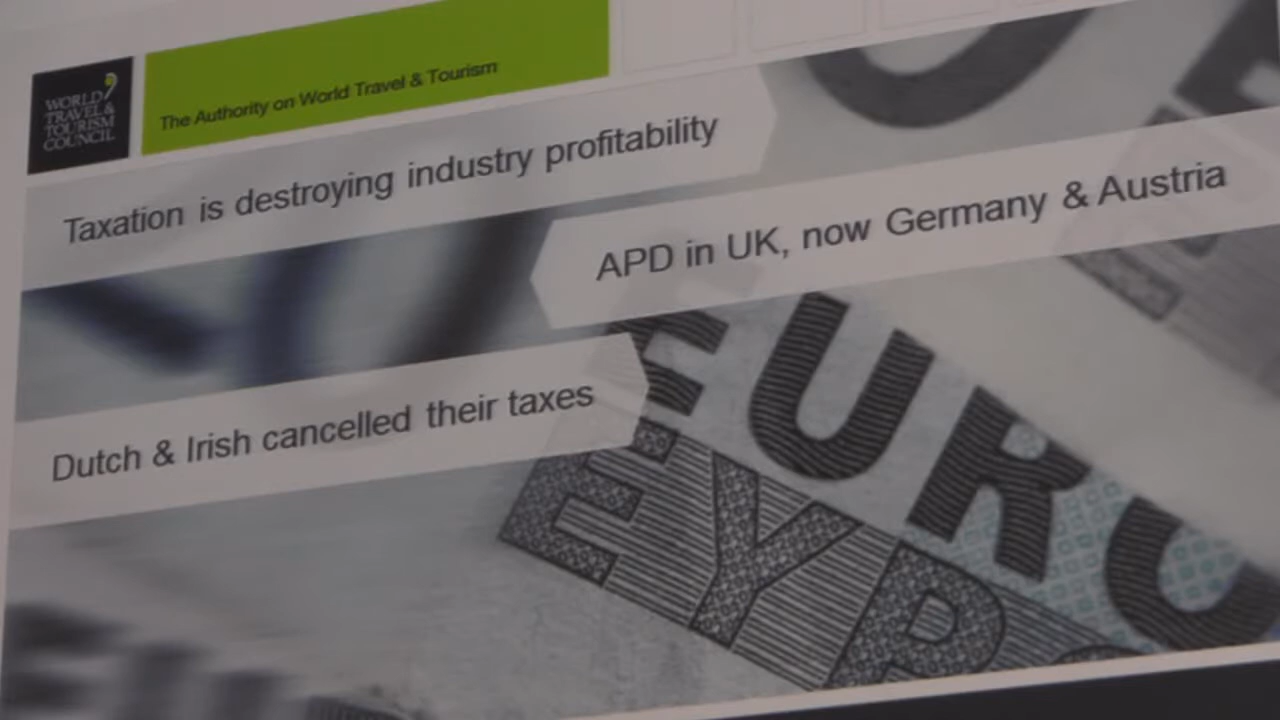 WORLD
TRAVEL &
TOURISM
COUNCIL
The Authority on World Travel & Tourism
Taxation is destroying industry profitability
APD in UK, now Germany & Austria
Dutch & Irish cancelled their taxes
EURO